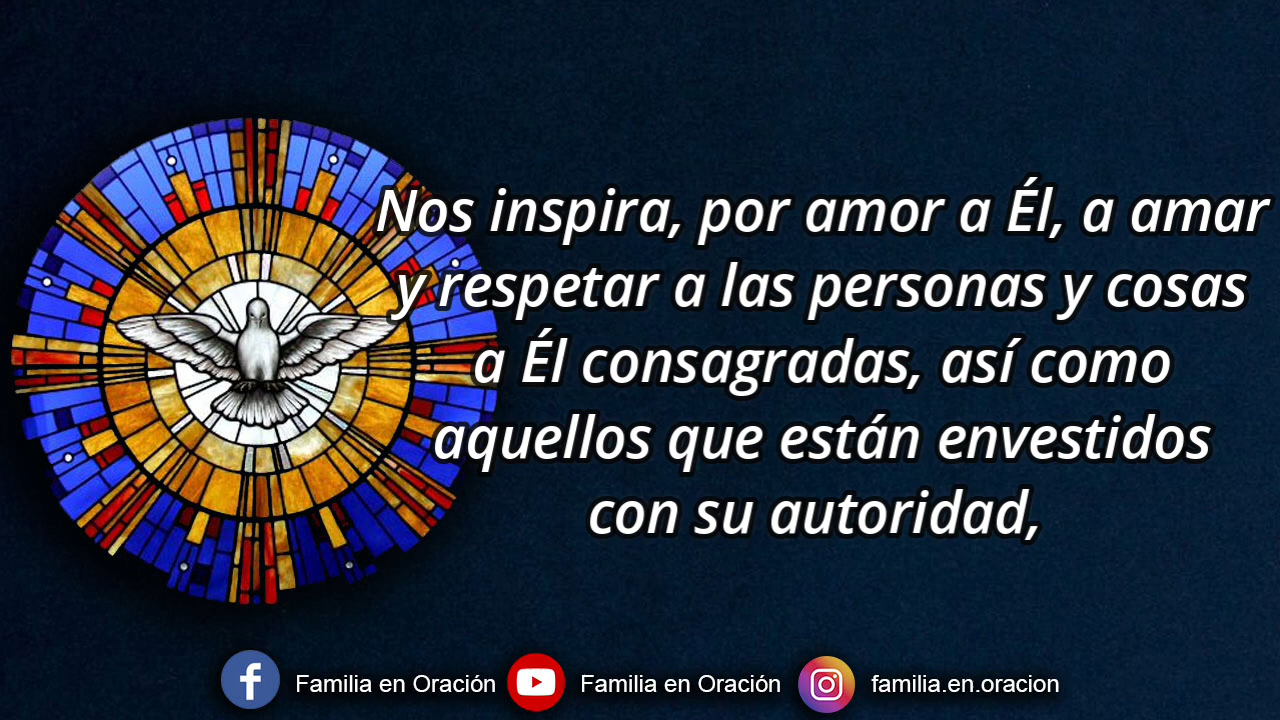 Nos inspira, por amor a Él, a amar
y respetar a las personas y cosas
a Él consagradas, así como
aquellos que están envestidos
con su autoridad,
Familia en Oración
Familia en Oración
familia.en.oracion